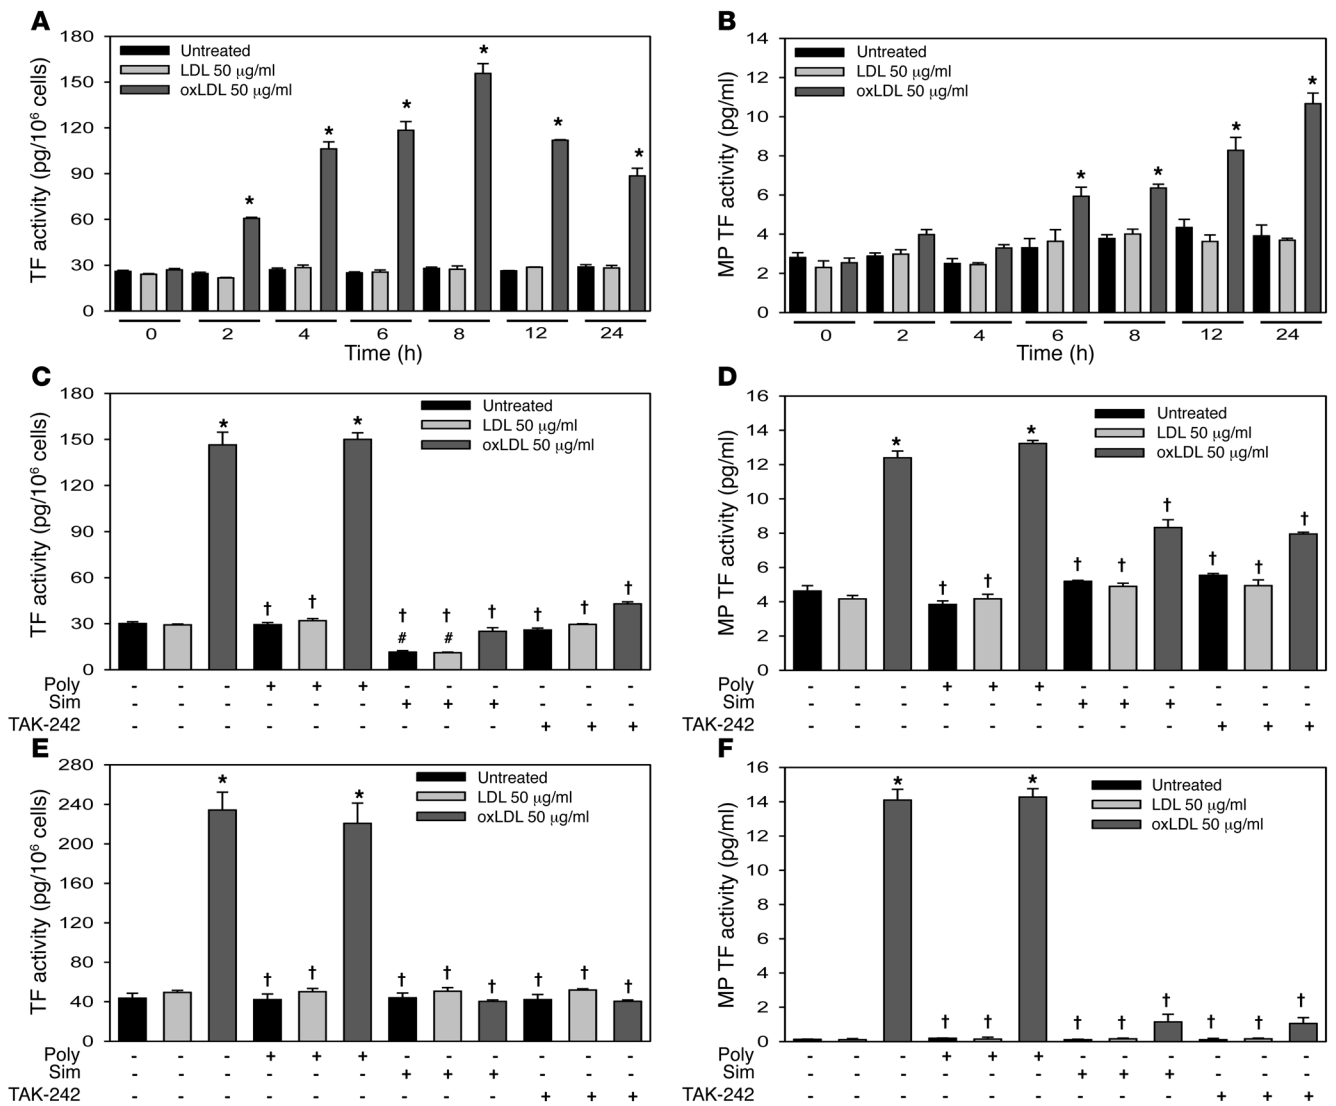 A
180
150
120
90
60
30
0
TF activity (pg/10⁶ cells)
Untreated
LDL 50 μg/ml
oxLDL 50 μg/ml
* * * * * *
0 2 4 6 8 12 24
Time (h)
B
14
12
10
8
6
4
2
0
MP TF activity (pg/ml)
Untreated
LDL 50 μg/ml
oxLDL 50 μg/ml
* * * *
0 2 4 6 8 12 24
Time (h)
C
180
150
120
90
60
30
0
TF activity (pg/10⁶ cells)
Untreated
LDL 50 μg/ml
oxLDL 50 μg/ml
* † † * † † † † † †
# #
Poly - - - + + + - - - - - -
Sim - - - - - - + + + - - -
TAK-242 - - - - - - - - - + + +
D
16
14
12
10
8
6
4
2
0
MP TF activity (pg/ml)
Untreated
LDL 50 μg/ml
oxLDL 50 μg/ml
* † † * † † † † † †
Poly - - - + + + - - - - - -
Sim - - - - - - + + + - - -
TAK-242 - - - - - - - - - + + +
E
280
240
200
160
120
80
40
0
TF activity (pg/10⁶ cells)
Untreated
LDL 50 μg/ml
oxLDL 50 μg/ml
* † † * † † † † † †
Poly - - - + + + - - - - - -
Sim - - - - - - + + + - - -
TAK-242 - - - - - - - - - + + +
F
16
14
12
10
8
6
4
2
0
MP TF activity (pg/ml)
Untreated
LDL 50 μg/ml
oxLDL 50 μg/ml
* † † * † † † † † †
Poly - - - + + + - - - - - -
Sim - - - - - - + + + - - -
TAK-242 - - - - - - - - - + + +